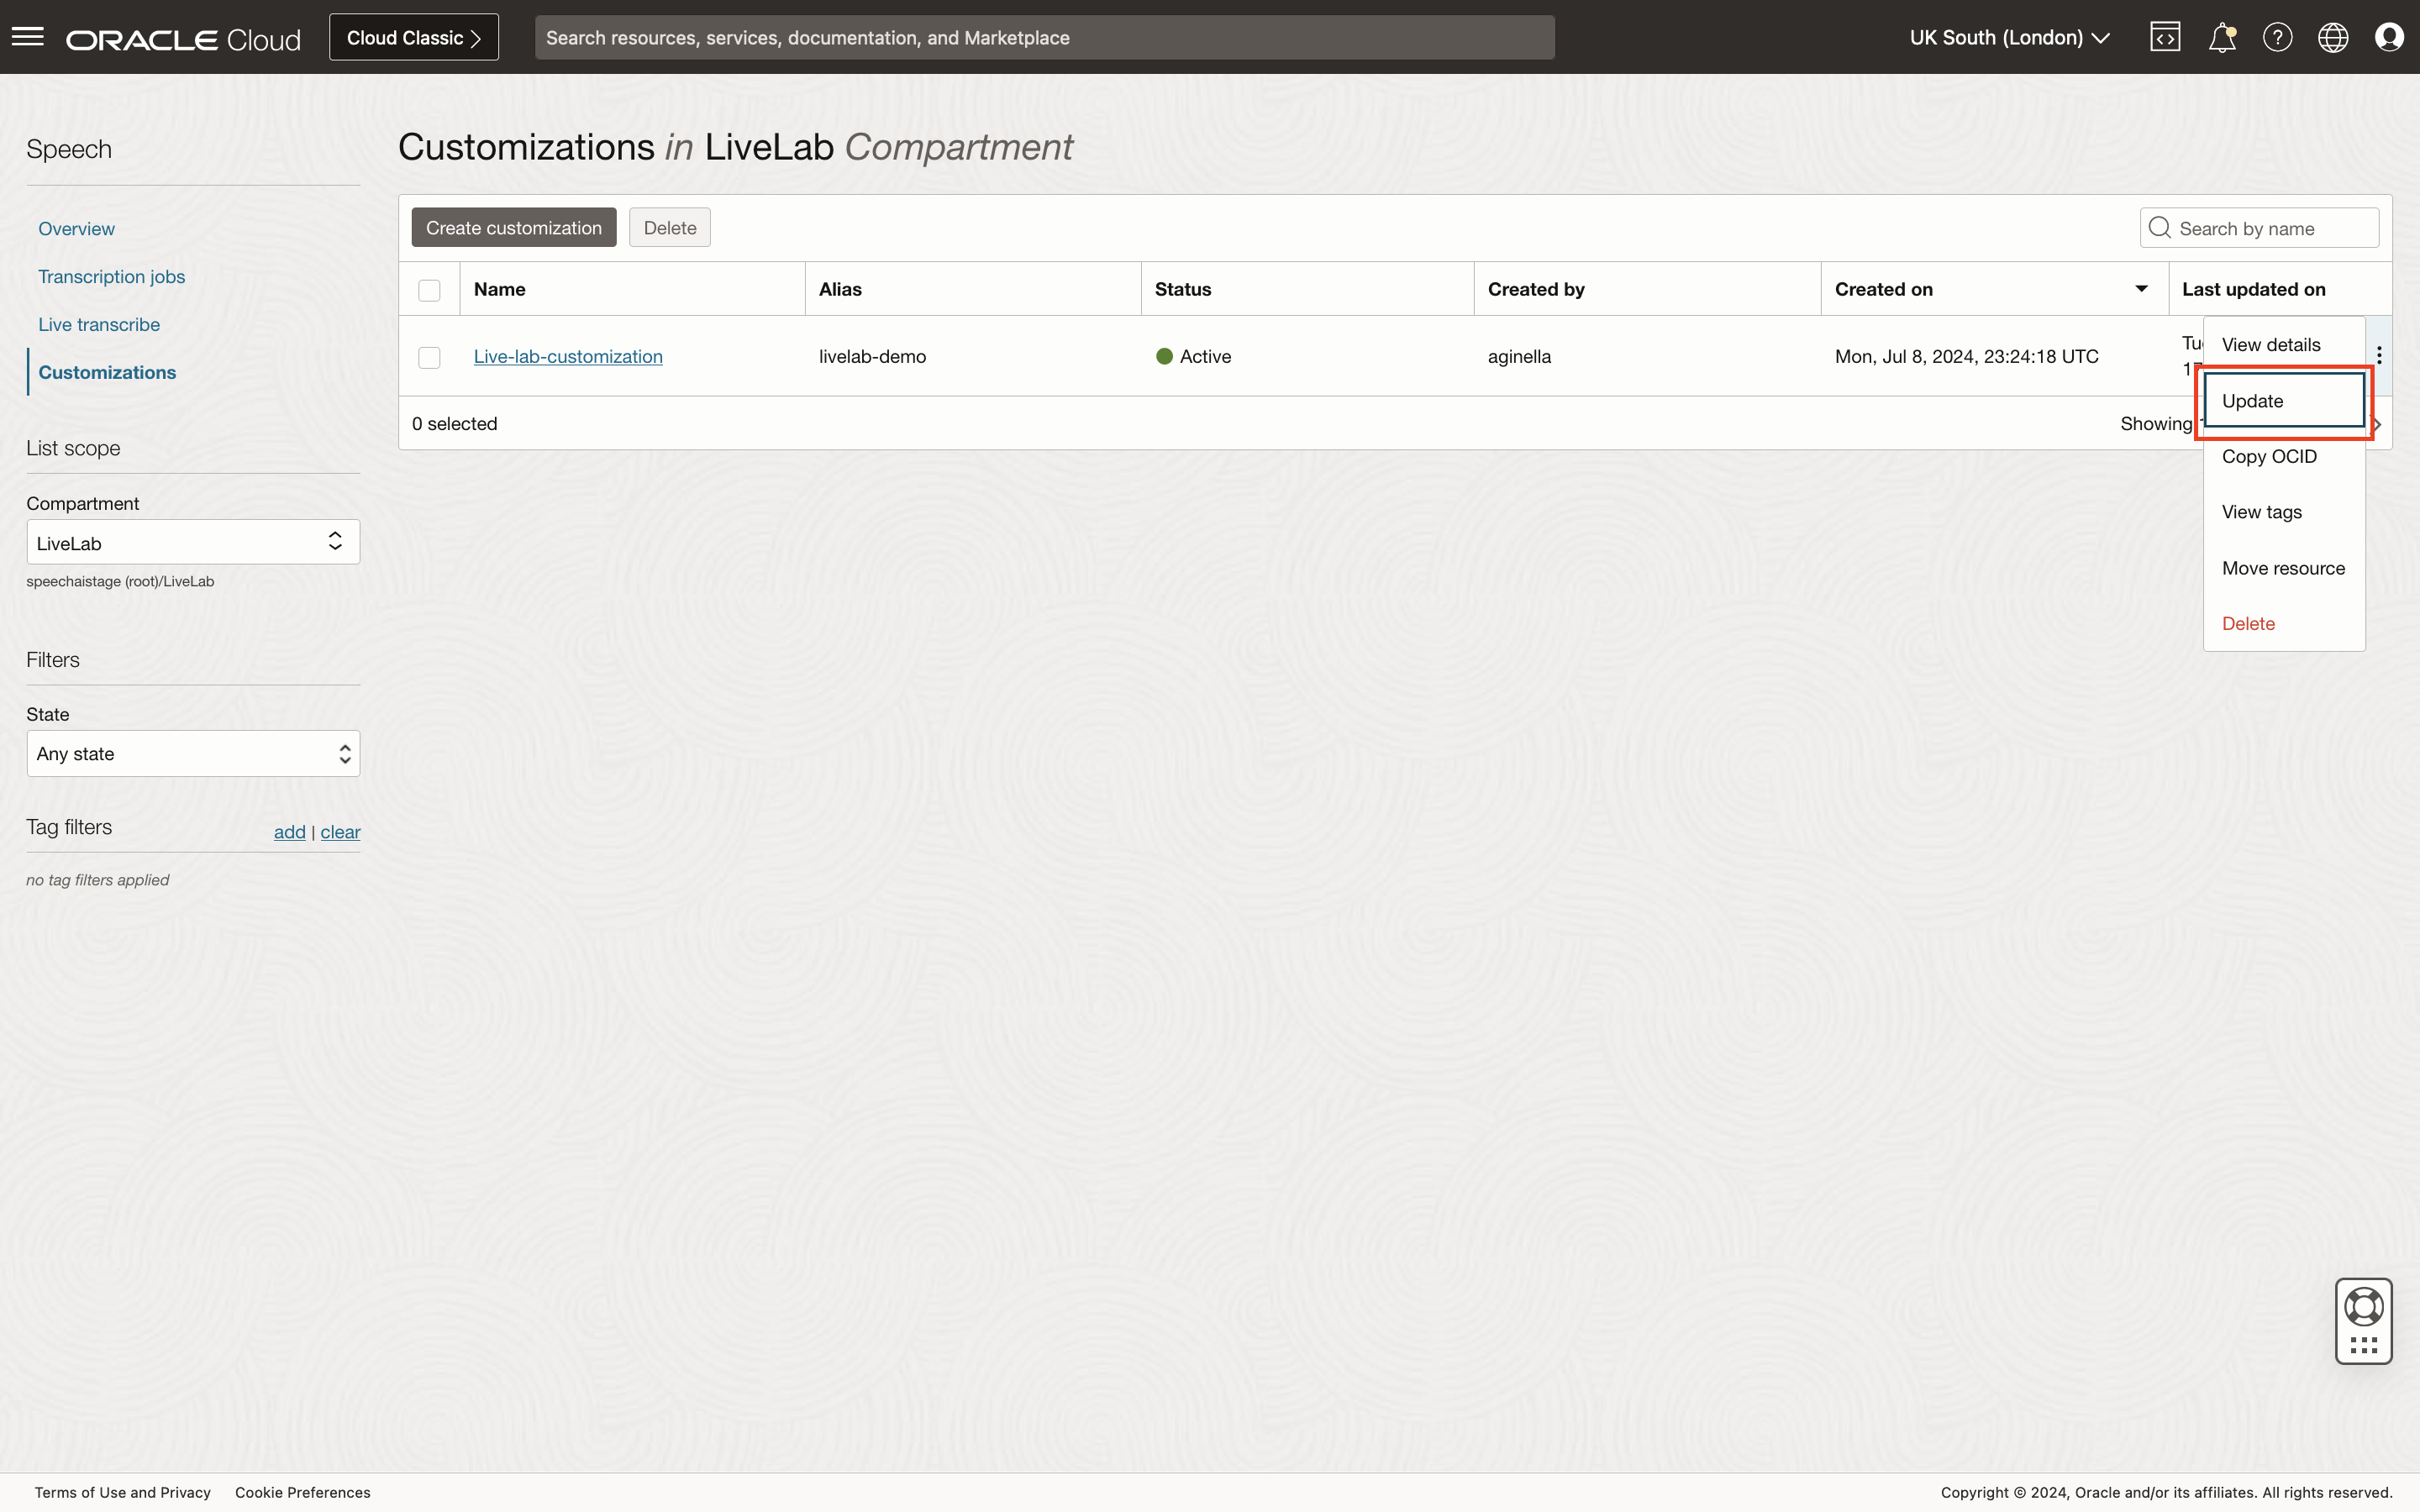 ORACLE Cloud
Cloud Classic
Search resources, services, documentation, and Marketplace
UK South (London)
Speech
Overview
Transcription jobs
Live transcribe
Customizations
List scope
Compartment
LiveLab
speechaistage (root)/LiveLab
Filters
State
Any state
Tag filters
add | clear
no tag filters applied
Customizations in LiveLab Compartment
Create customization
Delete
Search by name
Name Alias Status Created by Created on Last updated on
Live-lab-customization livelab-demo Active aginella Mon, Jul 8, 2024, 23:24:18 UTC
0 selected
Showing
View details
Update
Copy OCID
View tags
Move resource
Delete
Terms of Use and Privacy Cookie Preferences
Copyright © 2024, Oracle and/or its affiliates. All rights reserved.